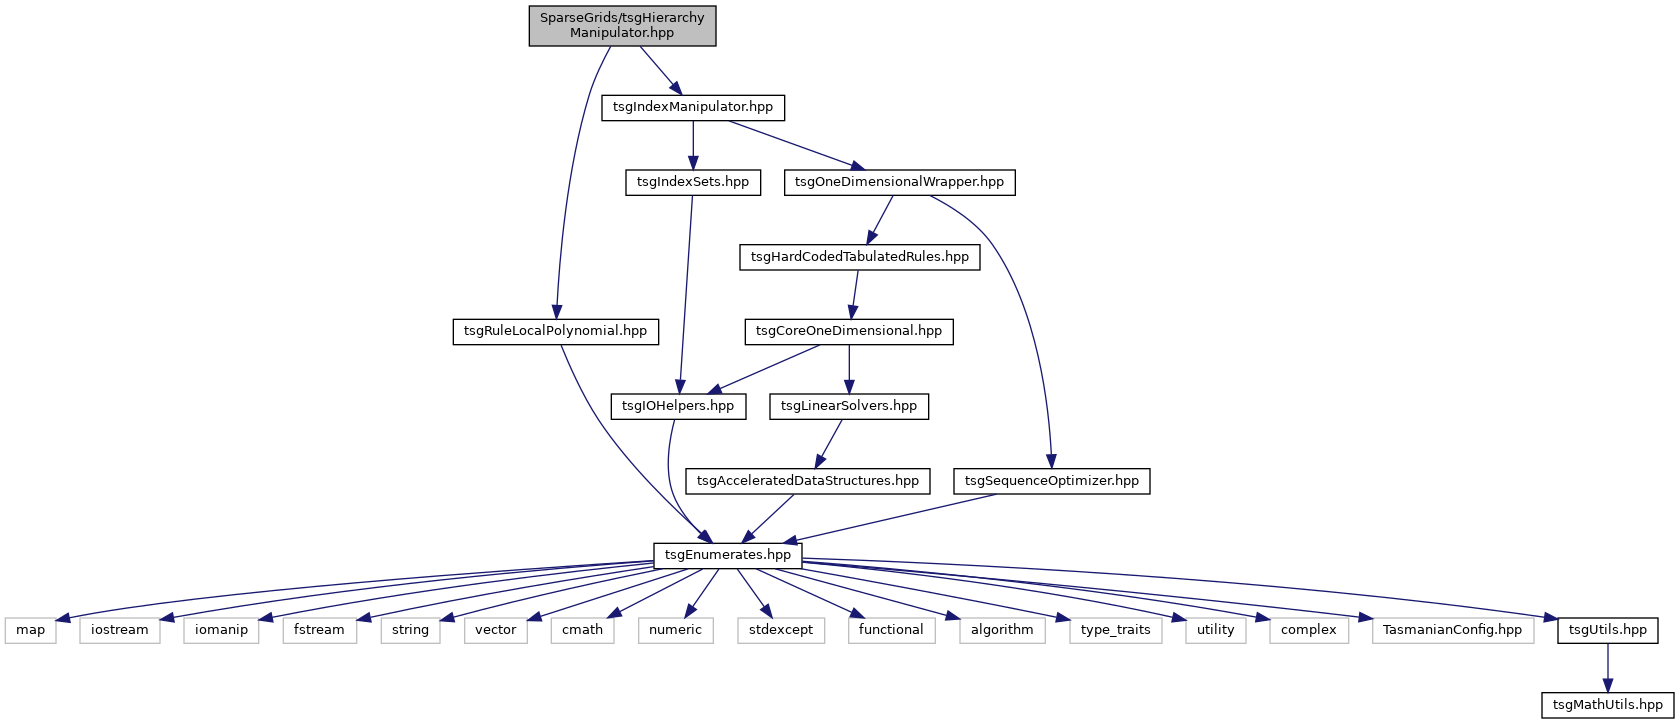 SparseGrids/tsgHierarchy
Manipulator.hpp
tsgIndexManipulator.hpp
tsgIndexSets.hpp
tsgOneDimensionalWrapper.hpp
tsgHardCodedTabulatedRules.hpp
tsgRuleLocalPolynomial.hpp
tsgCoreOneDimensional.hpp
tsgIOHelpers.hpp
tsgLinearSolvers.hpp
tsgAcceleratedDataStructures.hpp
tsgSequenceOptimizer.hpp
tsgEnumerates.hpp
map
iostream
iomanip
fstream
string
vector
cmath
numeric
stdexcept
functional
algorithm
type_traits
utility
complex
TasmanianConfig.hpp
tsgUtils.hpp
tsgMathUtils.hpp